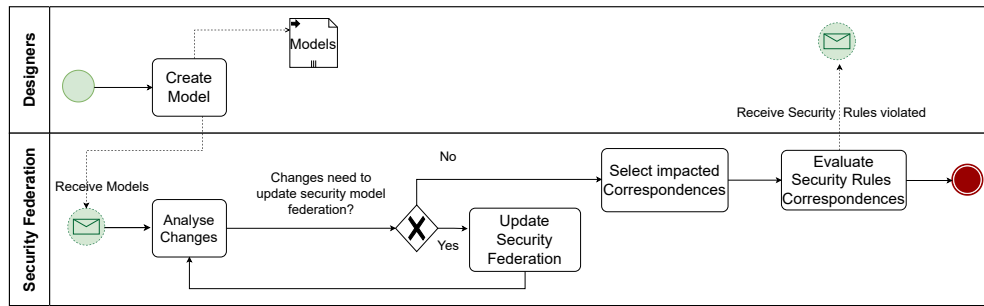 Designers
Create
Model
Models
Receive Security Rules violated
Security Federation
Receive Models
Analyse
Changes
Changes need to
update security model
federation?
No
Yes
Update
Security
Federation
Select impacted
Correspondences
Evaluate
Security Rules
Correspondences